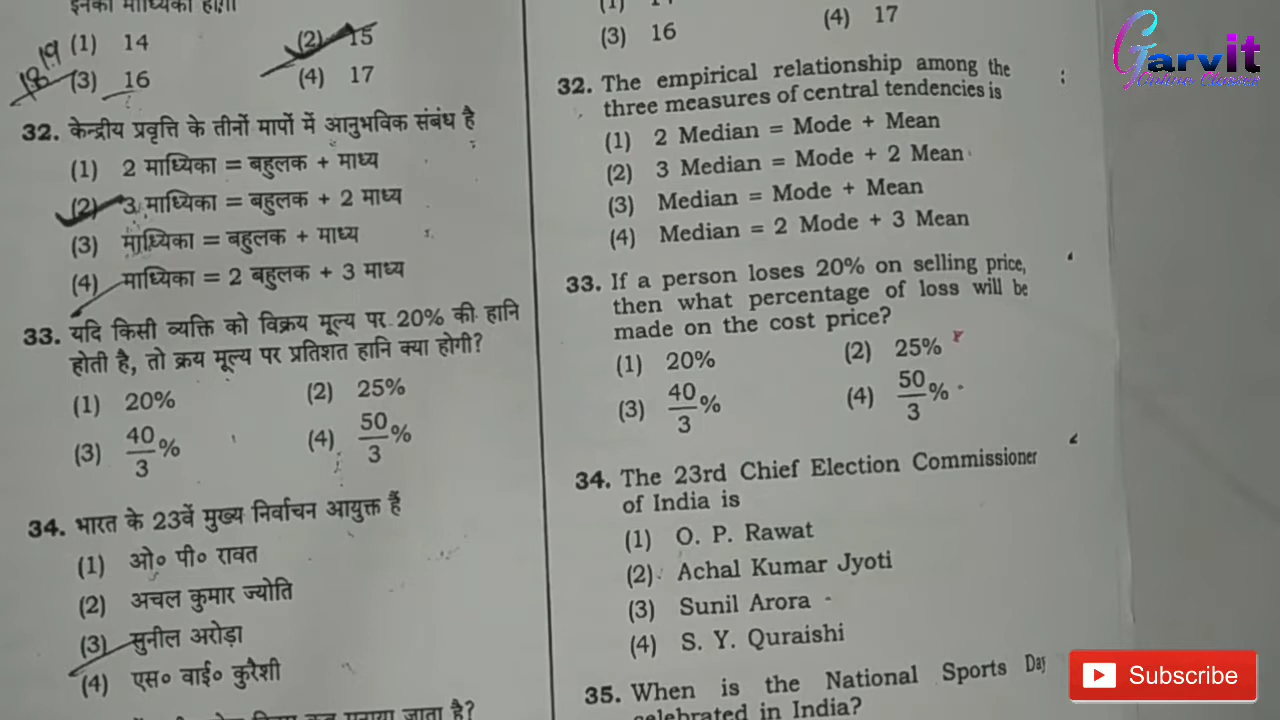 इनकी माध्यिका होगी
(1) 14
(2) 15
(3) 16
(4) 17
18 19
32. केन्द्रीय प्रवृत्ति के तीनों मापों में आनुभविक संबंध है
(1) 2 माध्यिका = बहुलक + माध्य
(2) 3 माध्यिका = बहुलक + 2 माध्य
(3) माध्यिका = बहुलक + माध्य
(4) माध्यिका = 2 बहुलक + 3 माध्य
33. यदि किसी व्यक्ति को विक्रय मूल्य पर 20% की हानि
होती है, तो क्रय मूल्य पर प्रतिशत हानि क्या होगी?
(1) 20%
(2) 25%
(3) 40/3%
(4) 50/3%
34. भारत के 23वें मुख्य निर्वाचन आयुक्त हैं
(1) ओ० पी० रावत
(2) अचल कुमार ज्योति
(3) सुनील अरोड़ा
(4) एस० वाई० कुरैशी
जाता है?
(3) 16
(4) 17
32. The empirical relationship among the
three measures of central tendencies is
(1) 2 Median = Mode + Mean
(2) 3 Median = Mode + 2 Mean
(3) Median = Mode + Mean
(4) Median = 2 Mode + 3 Mean
33. If a person loses 20% on selling price,
then what percentage of loss will be
made on the cost price?
(1) 20%
(2) 25%
(3) 40/3%
(4) 50/3%
34. The 23rd Chief Election Commissioner
of India is
(1) O. P. Rawat
(2) Achal Kumar Jyoti
(3) Sunil Arora
(4) S. Y. Quraishi
35. When is the National Sports Day
celebrated in India?
Garvit
Online Classes
Subscribe